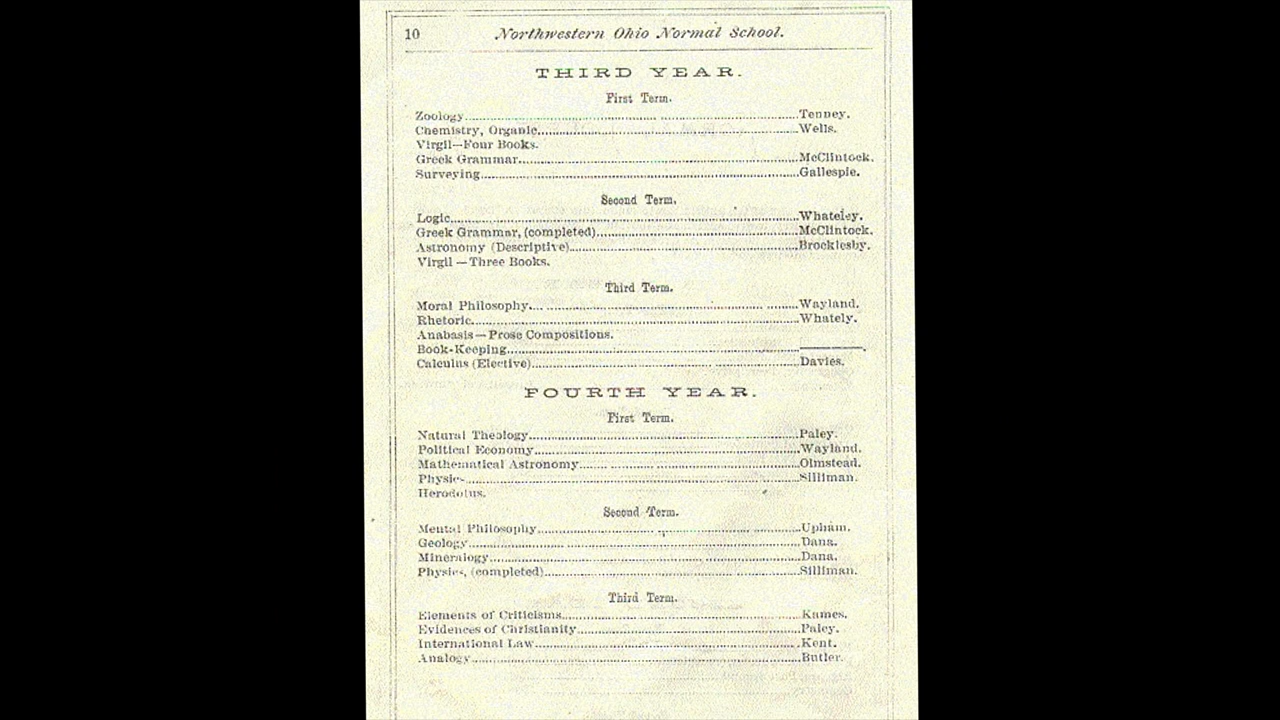 10 Northwestern Ohio Normal School.
THIRD YEAR.
First Term.
Zoology..........Tenney.
Chemistry, Organic..........Wells.
Virgil—Four Books.
Greek Grammar..........McClintock.
Surveying..........Gallespie.
Second Term.
Logic..........Whateley.
Greek Grammar, (completed)..........McClintock.
Astronomy (Descriptive)..........Brocklesby.
Virgil—Three Books.
Third Term.
Moral Philosophy..........Wayland.
Rhetoric..........Whately.
Anabasis—Prose Compositions.
Book-Keeping..........————.
Calculus (Elective)..........Davies.
FOURTH YEAR.
First Term.
Natural Theology..........Paley.
Political Economy..........Wayland.
Mathematical Astronomy..........Olmstead.
Physics..........Silliman.
Herodotus.
Second Term.
Mental Philosophy..........Upham.
Geology..........Dana.
Mineralogy..........Dana.
Physics, (completed)..........Silliman.
Third Term.
Elements of Criticisms..........Kames.
Evidences of Christianity..........Paley.
International Law..........Kent.
Analogy..........Butler.